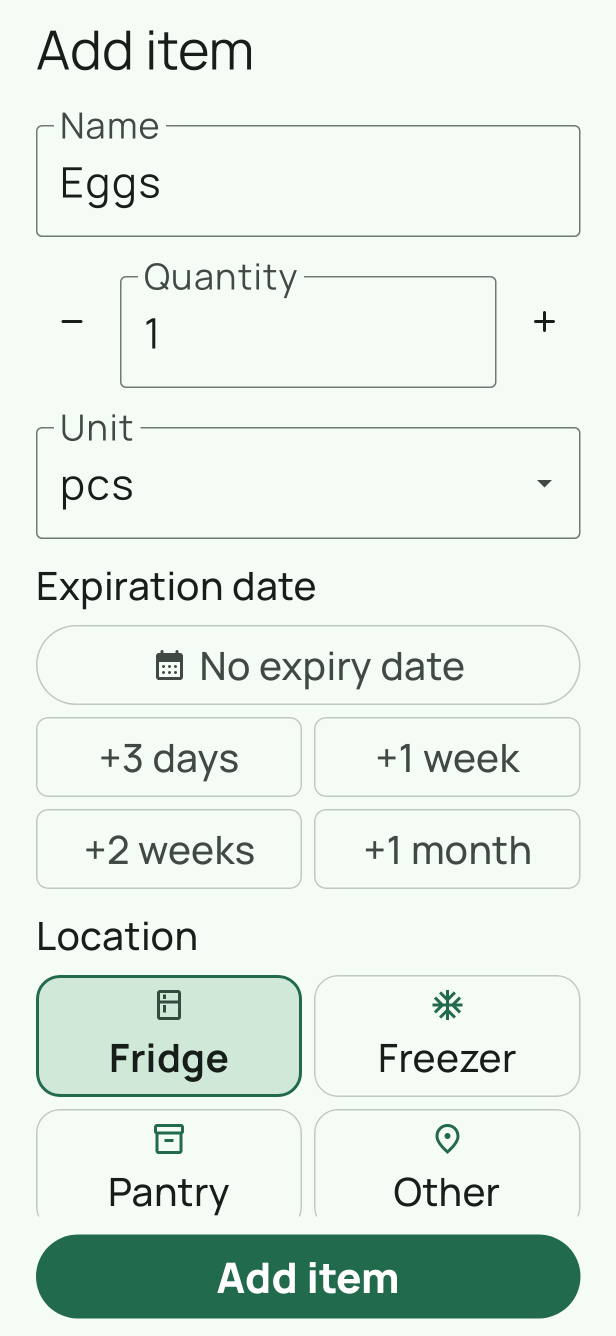 Add item
Name
Eggs
Quantity
− 1 +
Unit
pcs
Expiration date
No expiry date
+3 days +1 week
+2 weeks +1 month
Location
Fridge Freezer
Pantry Other
Add item